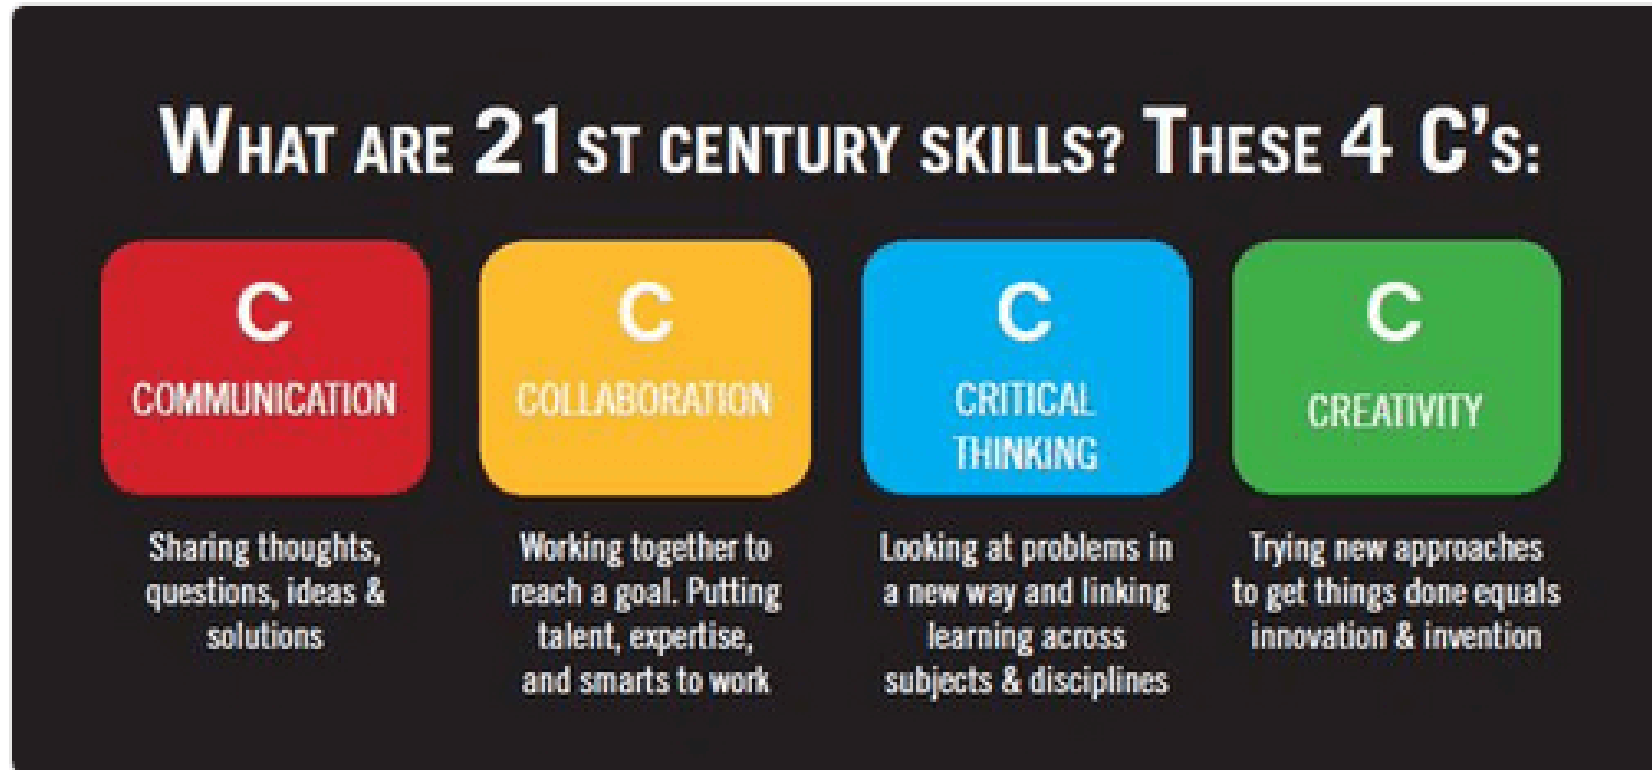 WHAT ARE 21ST CENTURY SKILLS? THESE 4 C'S:
C
COMMUNICATION
Sharing thoughts,
questions, ideas &
solutions
C
COLLABORATION
Working together to
reach a goal. Putting
talent, expertise,
and smarts to work
C
CRITICAL
THINKING
Looking at problems in
a new way and linking
learning across
subjects & disciplines
C
CREATIVITY
Trying new approaches
to get things done equals
innovation & invention